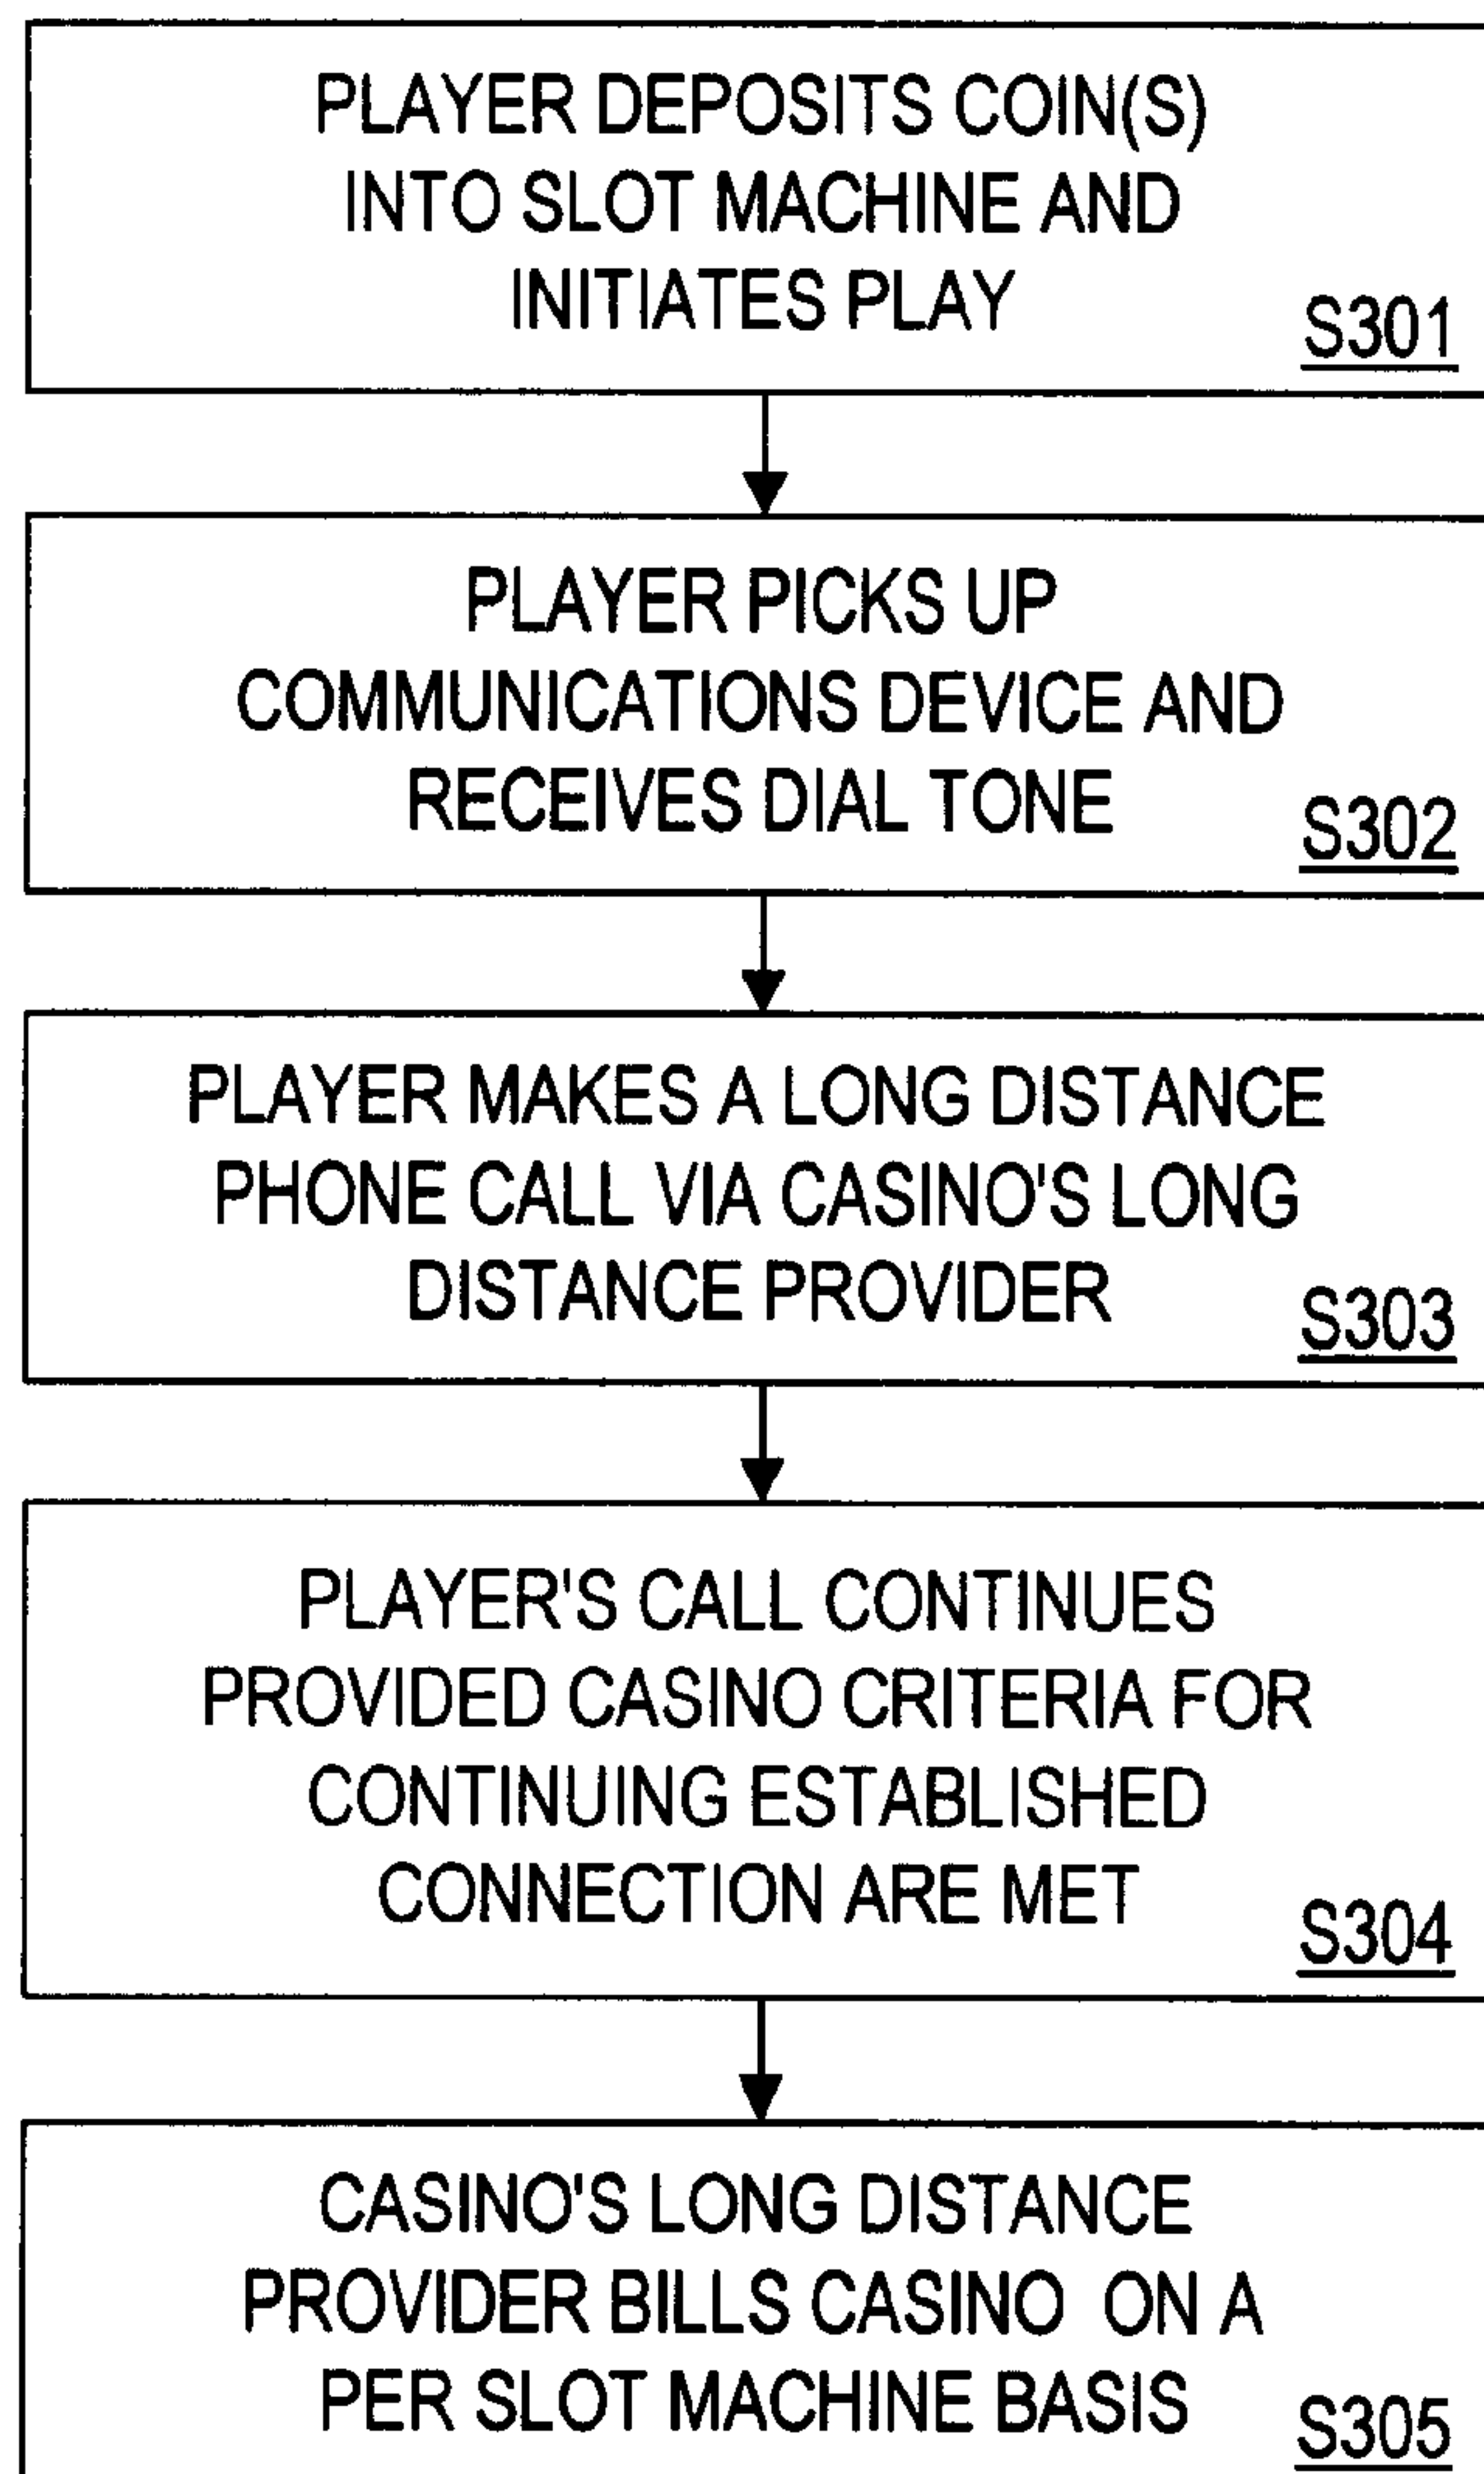 PLAYER DEPOSITS COIN(S)
INTO SLOT MACHINE AND
INITIATES PLAY
S301
PLAYER PICKS UP
COMMUNICATIONS DEVICE AND
RECEIVES DIAL TONE
S302
PLAYER MAKES A LONG DISTANCE
PHONE CALL VIA CASINO'S LONG
DISTANCE PROVIDER
S303
PLAYER'S CALL CONTINUES
PROVIDED CASINO CRITERIA FOR
CONTINUING ESTABLISHED
CONNECTION ARE MET
S304
CASINO'S LONG DISTANCE
PROVIDER BILLS CASINO ON A
PER SLOT MACHINE BASIS
S305